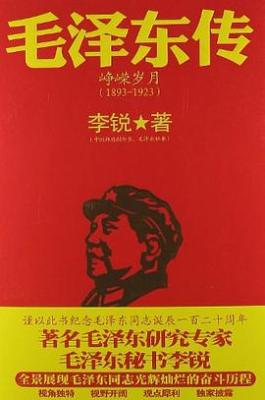 毛泽东传
峥嵘岁月
(1893-1923)
李锐★著
谨以此书纪念毛泽东同志诞辰一百二十周年
著名毛泽东研究专家
毛泽东秘书李锐
全景展现毛泽东同志光辉灿烂的奋斗历程
视角独特 视野开阔 观点犀利 独家披露